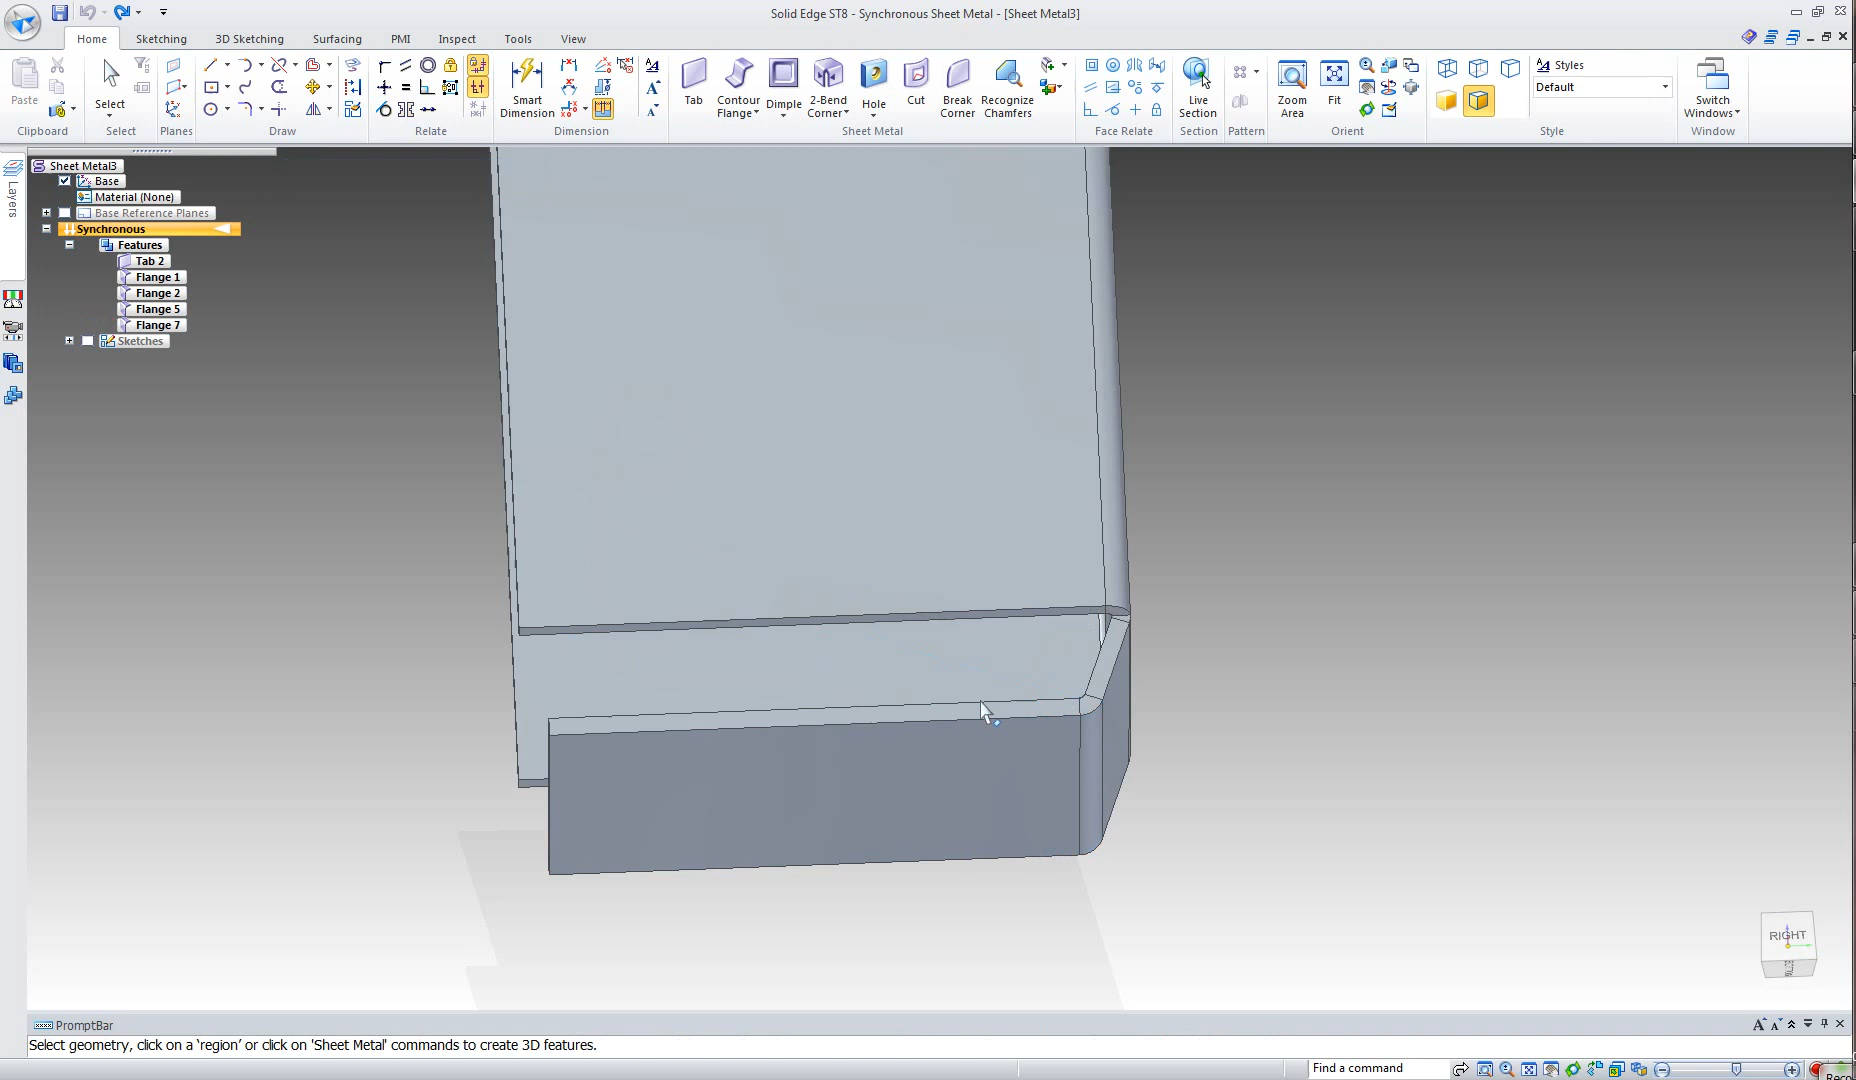 Solid Edge ST8 - Synchronous Sheet Metal - [Sheet Metal3]
Home Sketching 3D Sketching Surfacing PMI Inspect Tools View
Paste
Select
Smart Dimension
Tab
Contour Flange
Dimple
2-Bend Corner
Hole
Cut
Break Corner
Recognize Chamfers
Live Section
Zoom Area
Fit
Styles
Default
Switch Windows
Clipboard Select Planes Draw Relate Dimension Sheet Metal Face Relate Section Pattern Orient Style Window
Layers
Sheet Metal3
Base
Material (None)
Base Reference Planes
Synchronous
Features
Tab 2
Flange 1
Flange 2
Flange 5
Flange 7
Sketches
RIGHT
PromptBar
Select geometry, click on a 'region' or click on 'Sheet Metal' commands to create 3D features.
Find a command